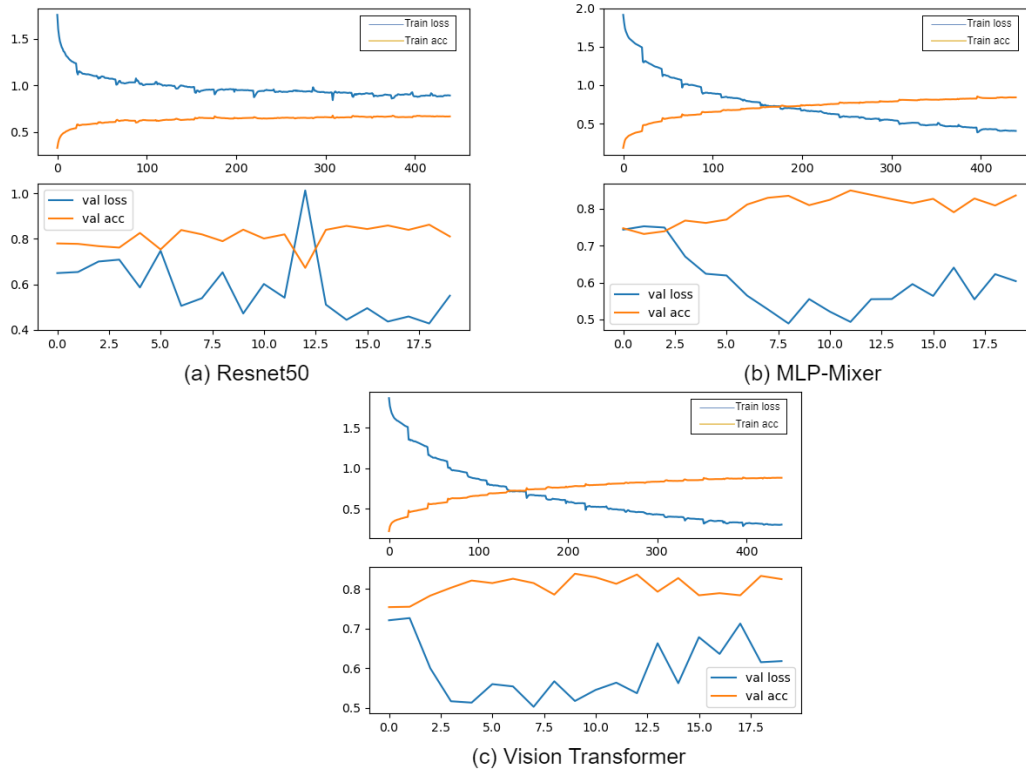 1.5
1.0
0.5
0 100 200 300 400
Train loss
Train acc
1.0
0.8
0.6
0.4
0.0 2.5 5.0 7.5 10.0 12.5 15.0 17.5
val loss
val acc
(a) Resnet50
2.0
1.5
1.0
0.5
0 100 200 300 400
Train loss
Train acc
0.8
0.7
0.6
0.5
0.0 2.5 5.0 7.5 10.0 12.5 15.0 17.5
val loss
val acc
(b) MLP-Mixer
1.5
1.0
0.5
0 100 200 300 400
Train loss
Train acc
0.8
0.7
0.6
0.5
0.0 2.5 5.0 7.5 10.0 12.5 15.0 17.5
val loss
val acc
(c) Vision Transformer